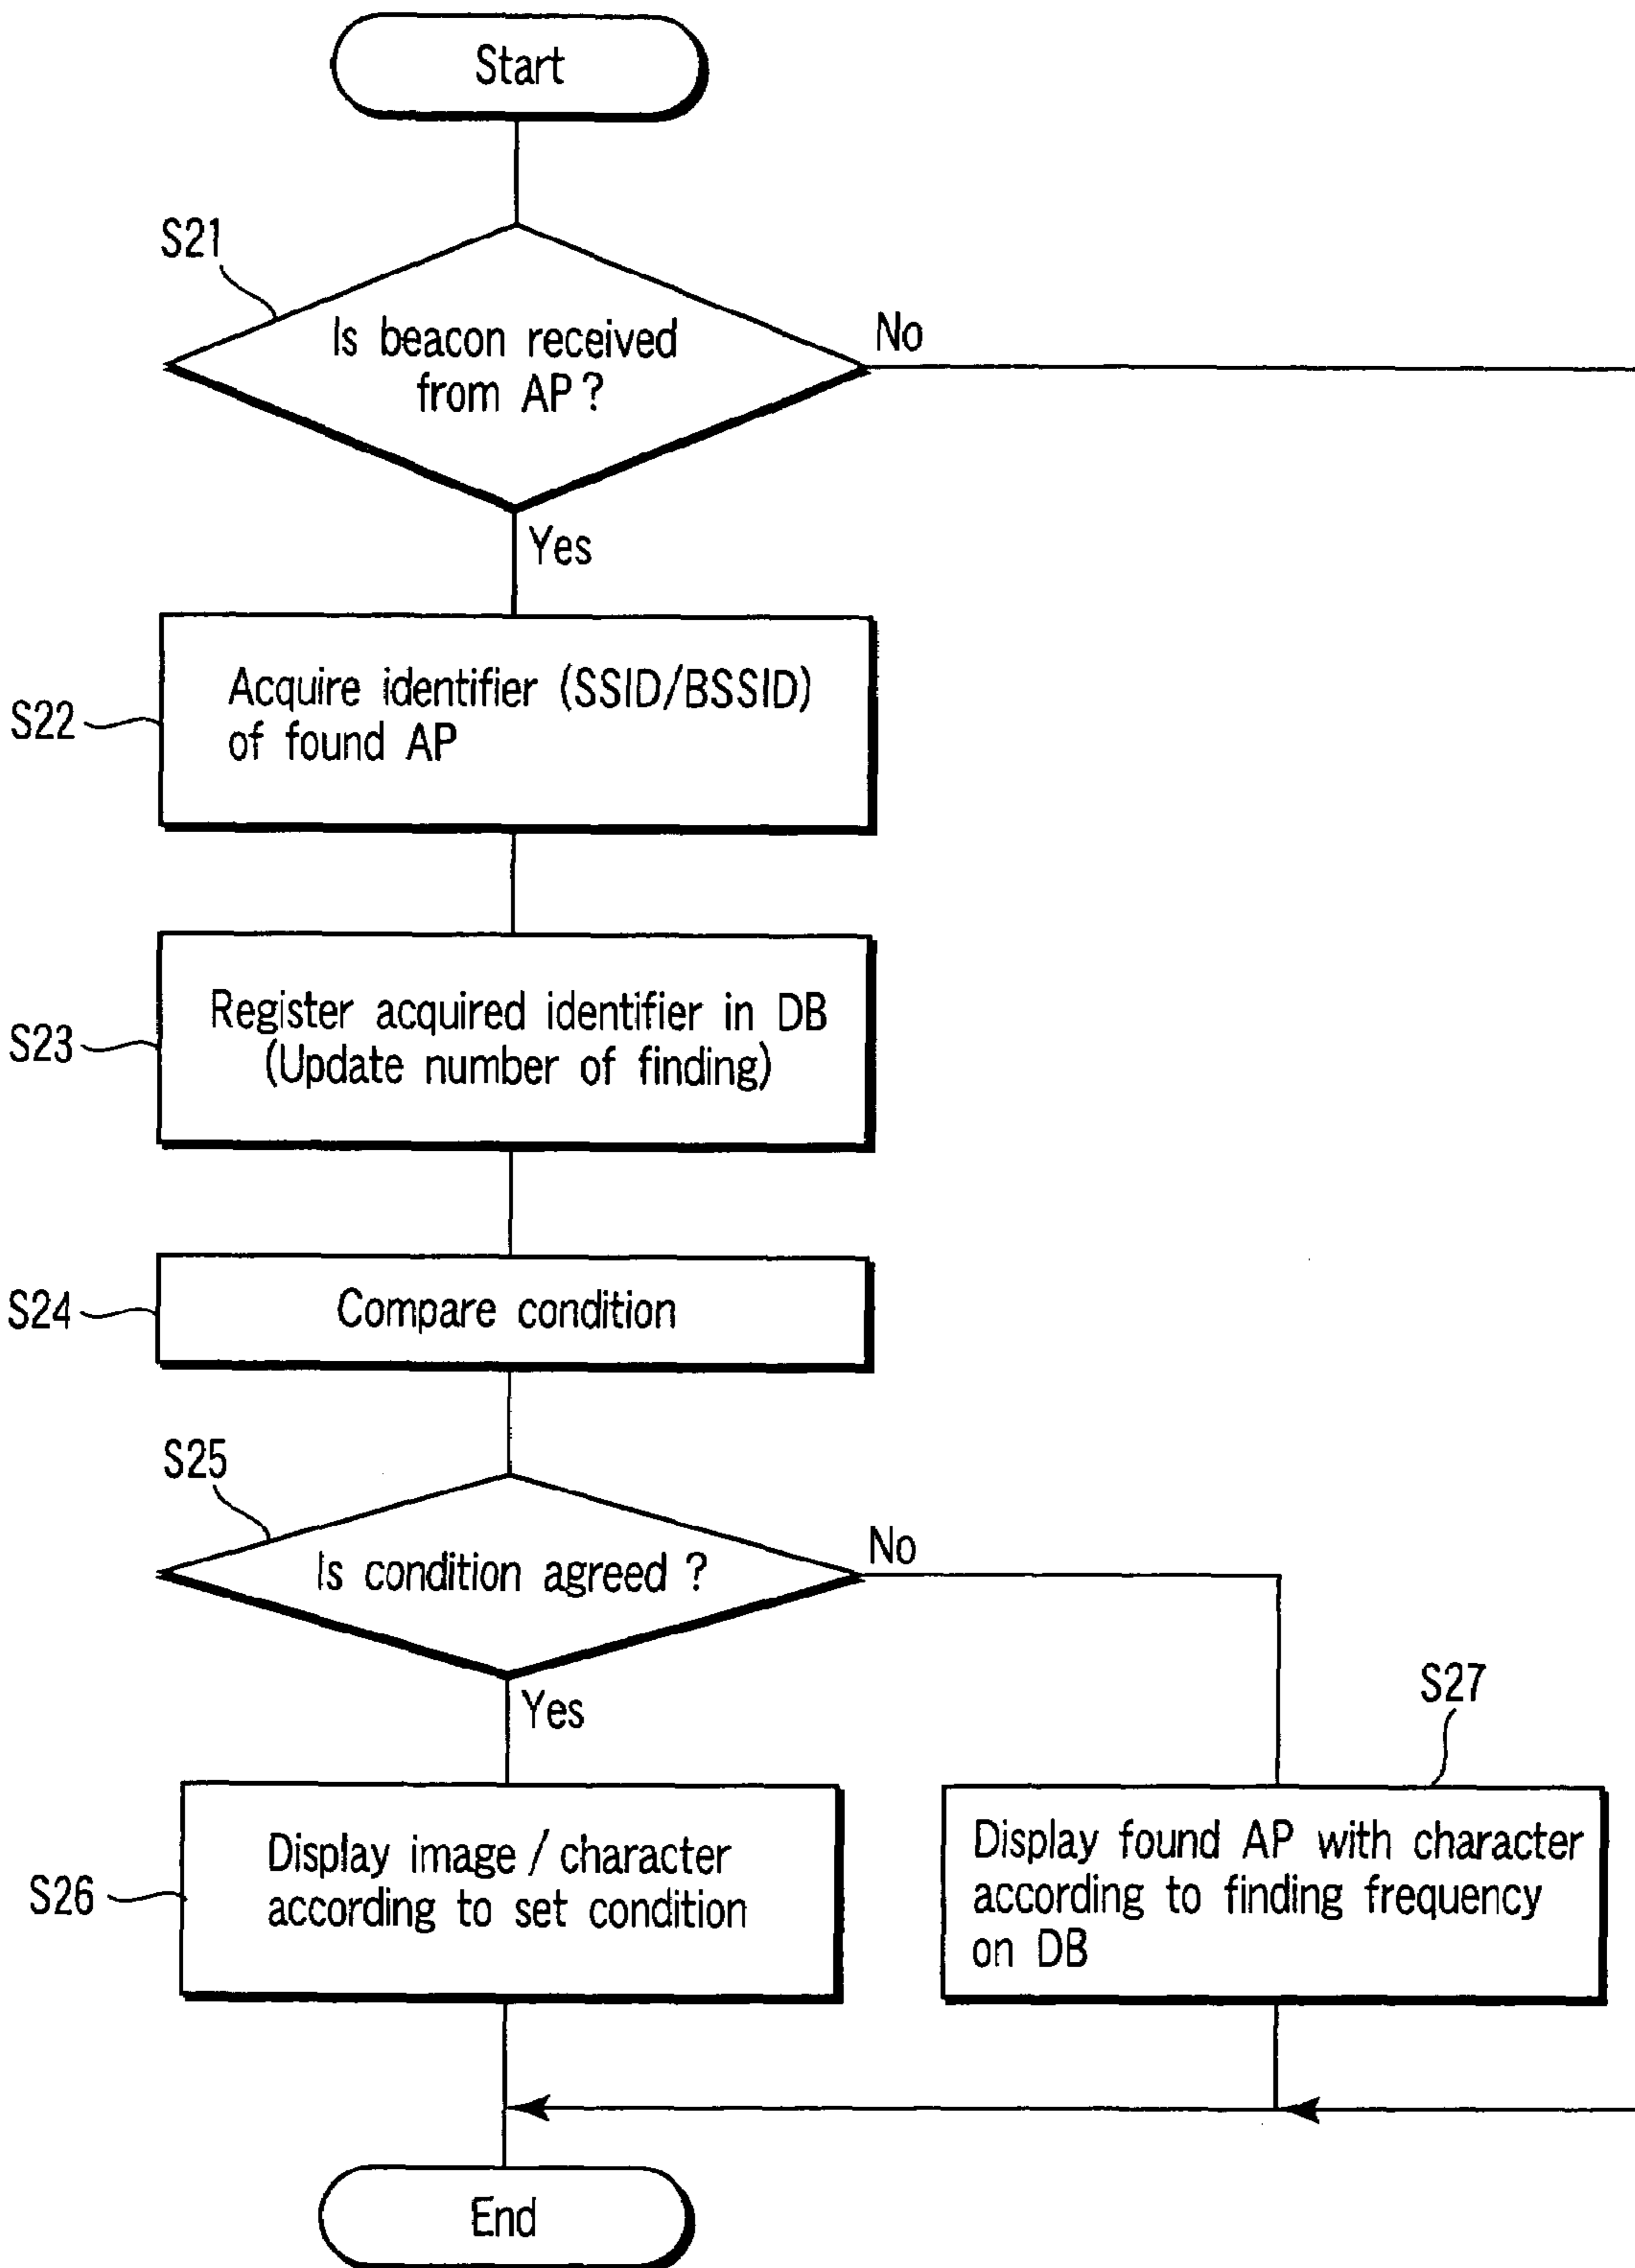 Start
S21
Is beacon received
from AP?
No
Yes
S22
Acquire identifier (SSID/BSSID)
of found AP
S23
Register acquired identifier in DB
(Update number of finding)
S24
Compare condition
S25
Is condition agreed ?
No
Yes
S26
Display image / character
according to set condition
S27
Display found AP with character
according to finding frequency
on DB
End